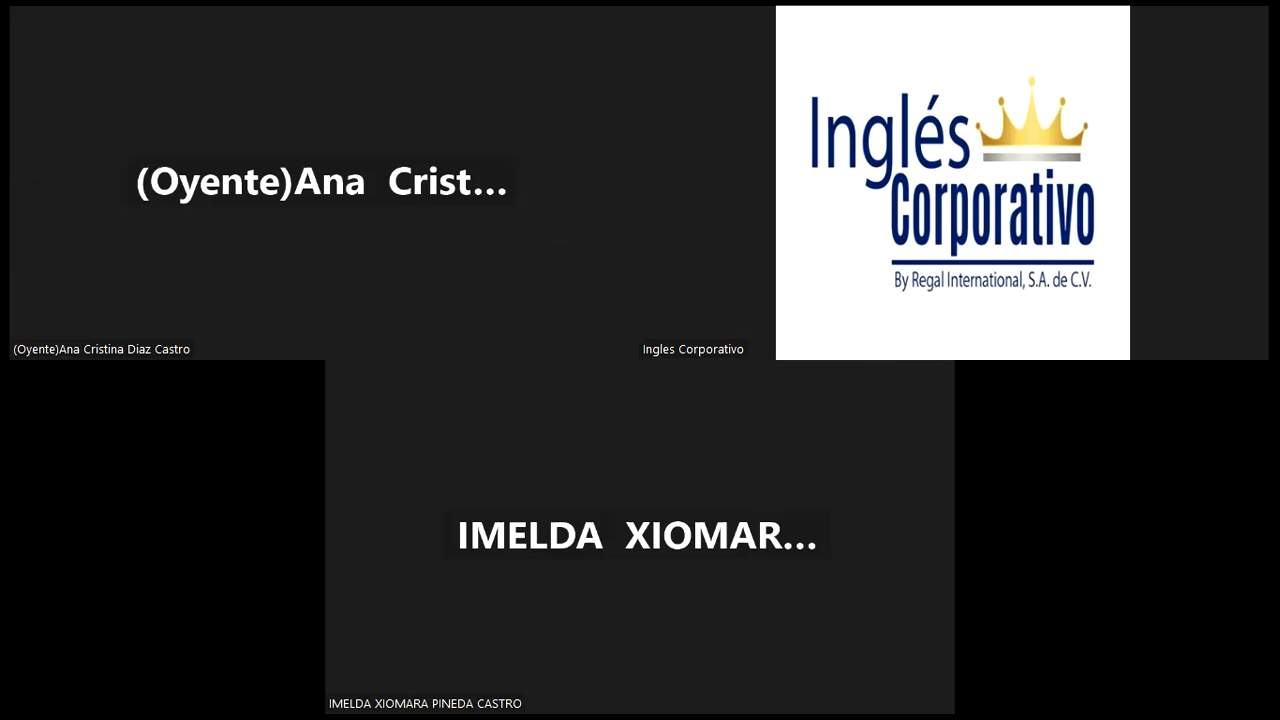 (Oyente)Ana Crist...
(Oyente)Ana Cristina Diaz Castro
Inglés
Corporativo
By Regal International, S.A. de C.V.
Ingles Corporativo
IMELDA XIOMAR...
IMELDA XIOMARA PINEDA CASTRO